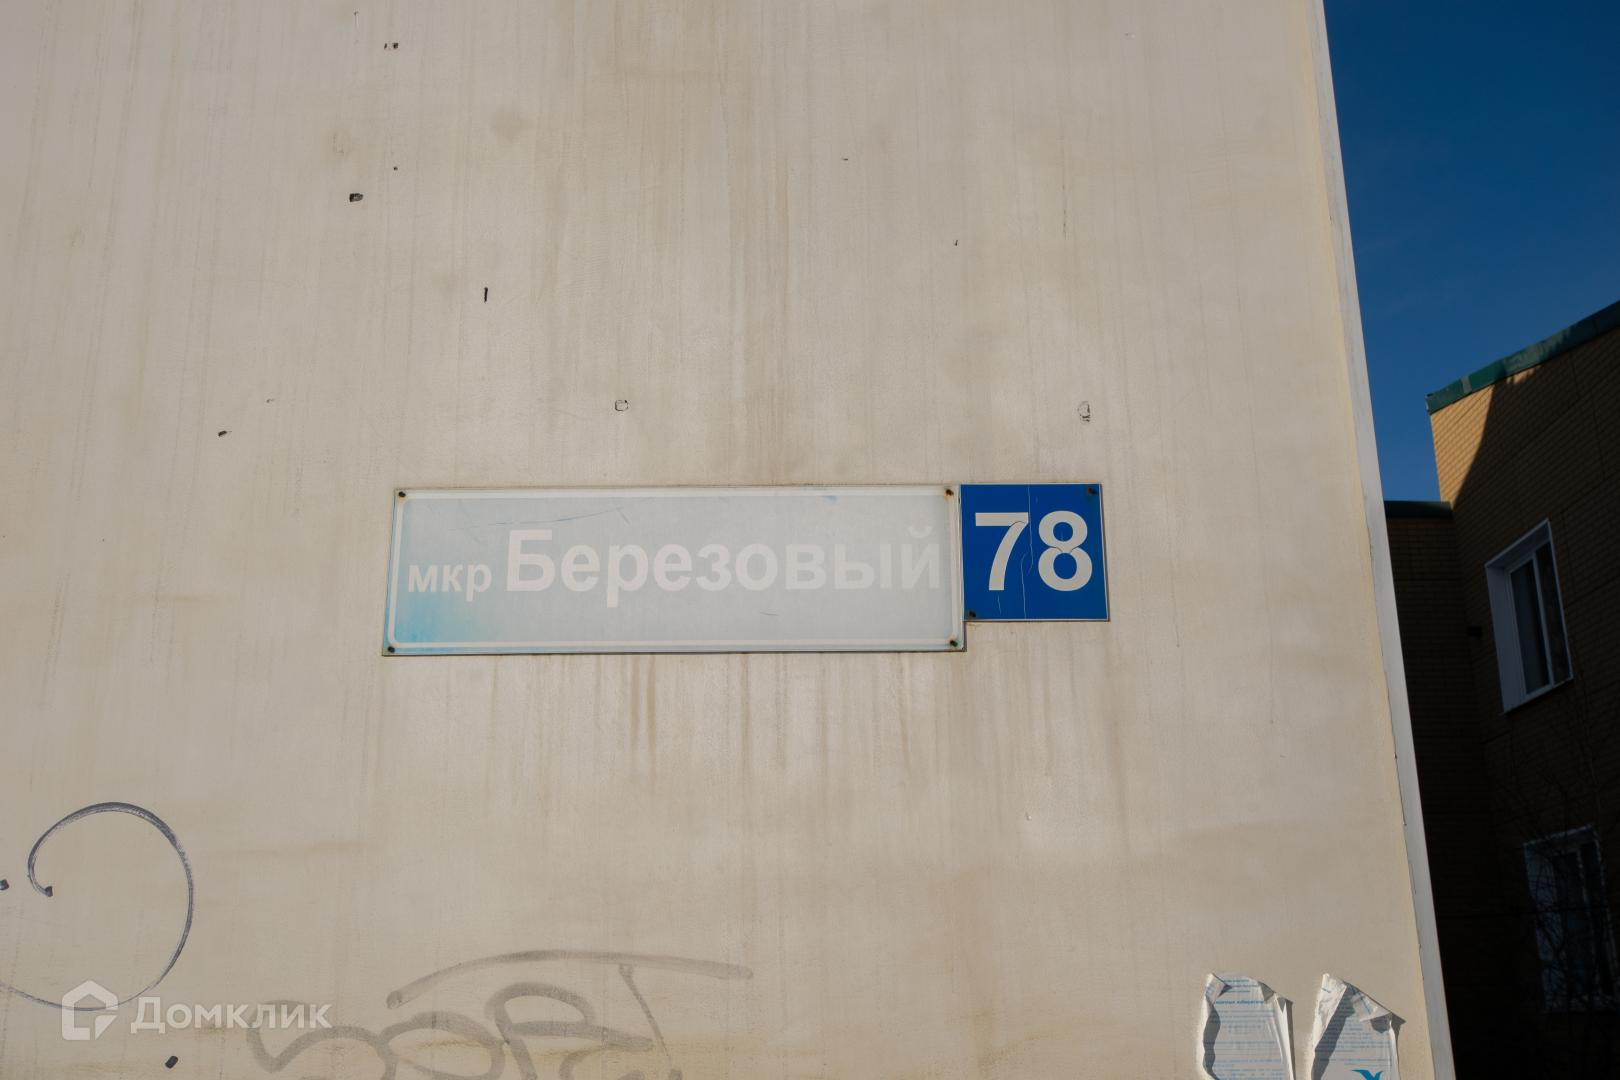 мкр Березовый 78
Домклик